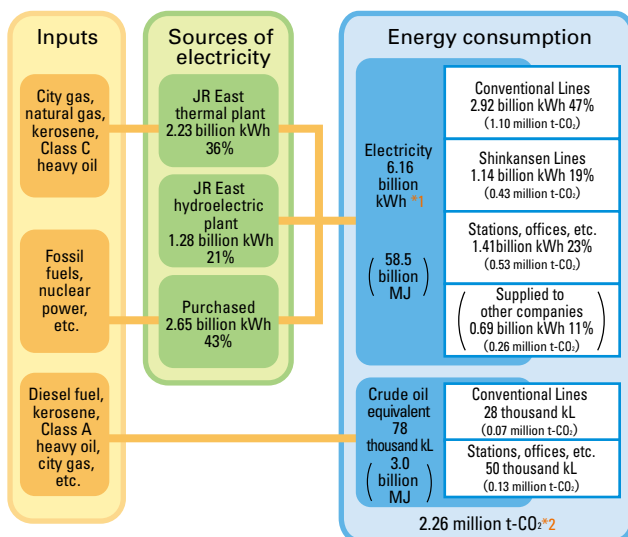 Inputs
City gas,
natural gas,
kerosene,
Class C
heavy oil
Fossil
fuels,
nuclear
power,
etc.
Diesel fuel,
kerosene,
Class A
heavy oil,
city gas,
etc.
Sources of
electricity
JR East
thermal plant
2.23 billion kWh
36%
JR East
hydroelectric
plant
1.28 billion kWh
21%
Purchased
2.65 billion kWh
43%
Energy consumption
Electricity
6.16
billion
kWh *1
(58.5
billion
MJ)
Conventional Lines
2.92 billion kWh 47%
(1.10 million t-CO₂)
Shinkansen Lines
1.14 billion kWh 19%
(0.43 million t-CO₂)
Stations, offices, etc.
1.41billion kWh 23%
(0.53 million t-CO₂)
(Supplied to
other companies
0.69 billion kWh 11%
(0.26 million t-CO₂))
Crude oil
equivalent
78
thousand kL
(3.0
billion
MJ)
Conventional Lines
28 thousand kL
(0.07 million t-CO₂)
Stations, offices, etc.
50 thousand kL
(0.13 million t-CO₂)
2.26 million t-CO₂*2